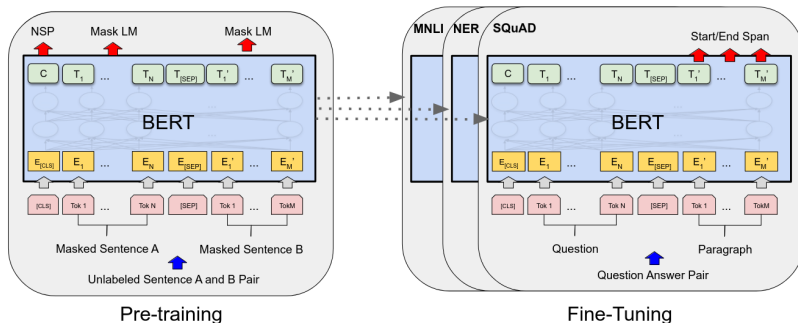 NSP Mask LM Mask LM
C T1 ... TN T[SEP] T1' ... TM'
BERT
E[CLS] E1 ... EN E[SEP] E1' ... EM'
[CLS] Tok 1 ... Tok N [SEP] Tok 1 ... TokM
Masked Sentence A Masked Sentence B
Unlabeled Sentence A and B Pair
Pre-training
MNLI NER SQuAD
Start/End Span
C T1 ... TN T[SEP] T1' ... TM'
BERT
E[CLS] E1 ... EN E[SEP] E1' ... EM'
[CLS] Tok 1 ... Tok N [SEP] Tok 1 ... TokM
Question Paragraph
Question Answer Pair
Fine-Tuning